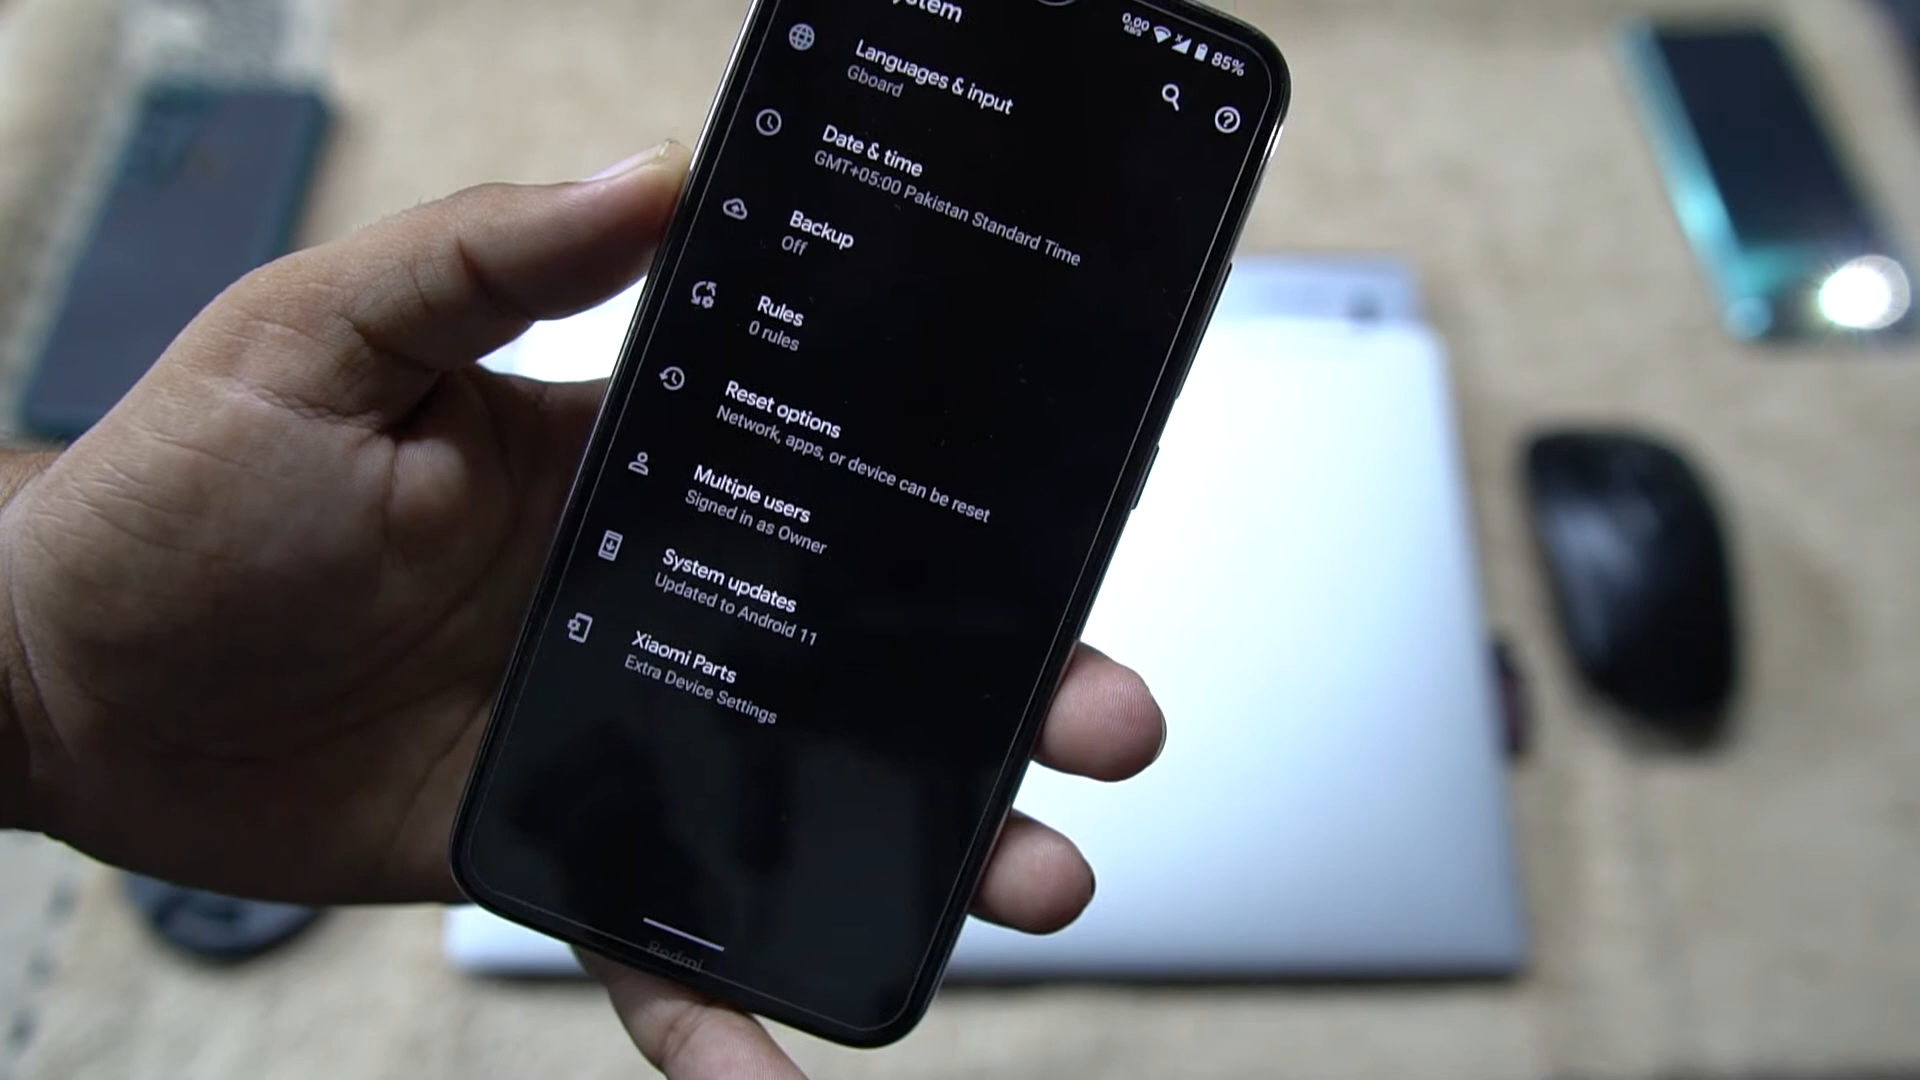 0.00
KB/S
85%
Languages & input
Gboard
Date & time
GMT+05:00 Pakistan Standard Time
Backup
Off
Rules
0 rules
Reset options
Network, apps, or device can be reset
Multiple users
Signed in as Owner
System updates
Updated to Android 11
Xiaomi Parts
Extra Device Settings
Redmi